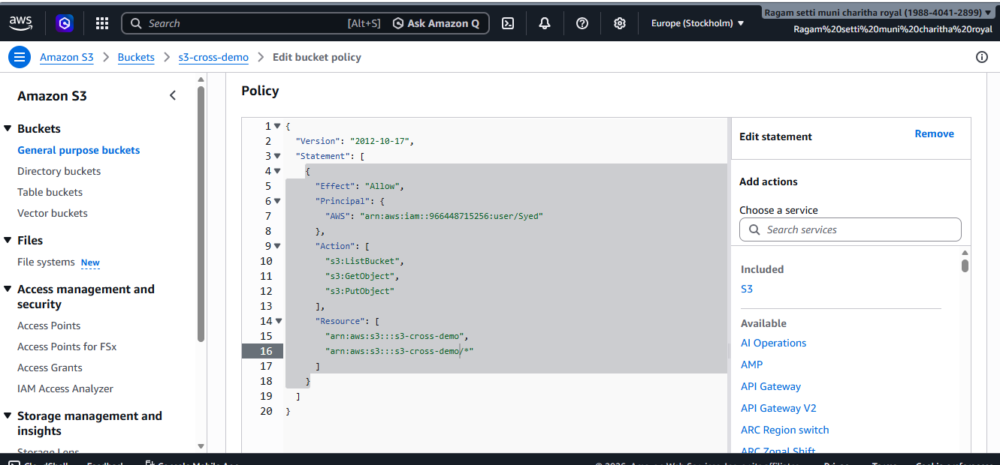 aws
Search [Alt+S] Ask Amazon Q Europe (Stockholm) Ragam setti muni charitha royal (1988-4041-2899)
Ragam%20setti%20muni%20charitha%20royal
Amazon S3 > Buckets > s3-cross-demo > Edit bucket policy
Amazon S3
Buckets
General purpose buckets
Directory buckets
Table buckets
Vector buckets
Files
File systems New
Access management and
security
Access Points
Access Points for FSx
Access Grants
IAM Access Analyzer
Storage management and
insights
Storage Lens
Policy
1 {
2 "Version": "2012-10-17",
3 "Statement": [
4 {
5 "Effect": "Allow",
6 "Principal": {
7 "AWS": "arn:aws:iam::966448715256:user/Syed"
8 },
9 "Action": [
10 "s3:ListBucket",
11 "s3:GetObject",
12 "s3:PutObject"
13 ],
14 "Resource": [
15 "arn:aws:s3:::s3-cross-demo",
16 "arn:aws:s3:::s3-cross-demo/*"
17 ]
18 }
19 ]
20 }
Edit statement Remove
Add actions
Choose a service
Search services
Included
S3
Available
AI Operations
AMP
API Gateway
API Gateway V2
ARC Region switch
ARC Zonal Shift
CloudShell Feedback Console Mobile App